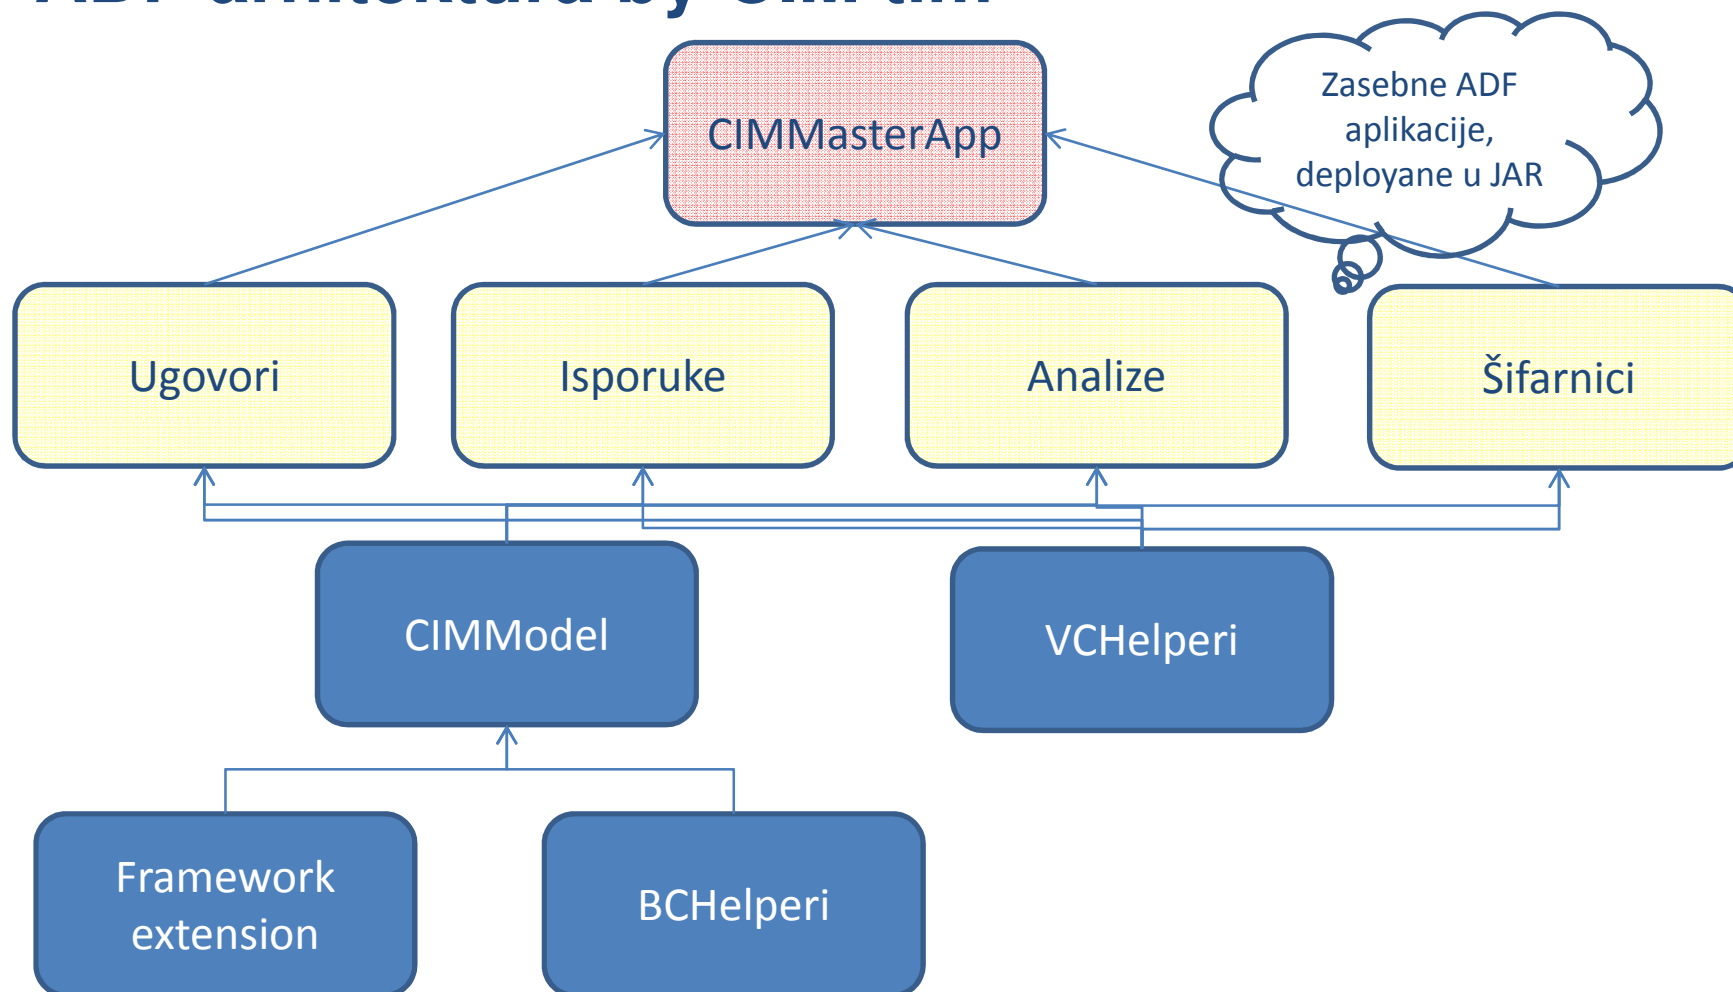 CIMMasterApp
Zasebne ADF
aplikacije,
deployane u JAR
Ugovori
Isporuke
Analize
Šifarnici
CIMModel
VCHelperi
Framework
extension
BCHelperi